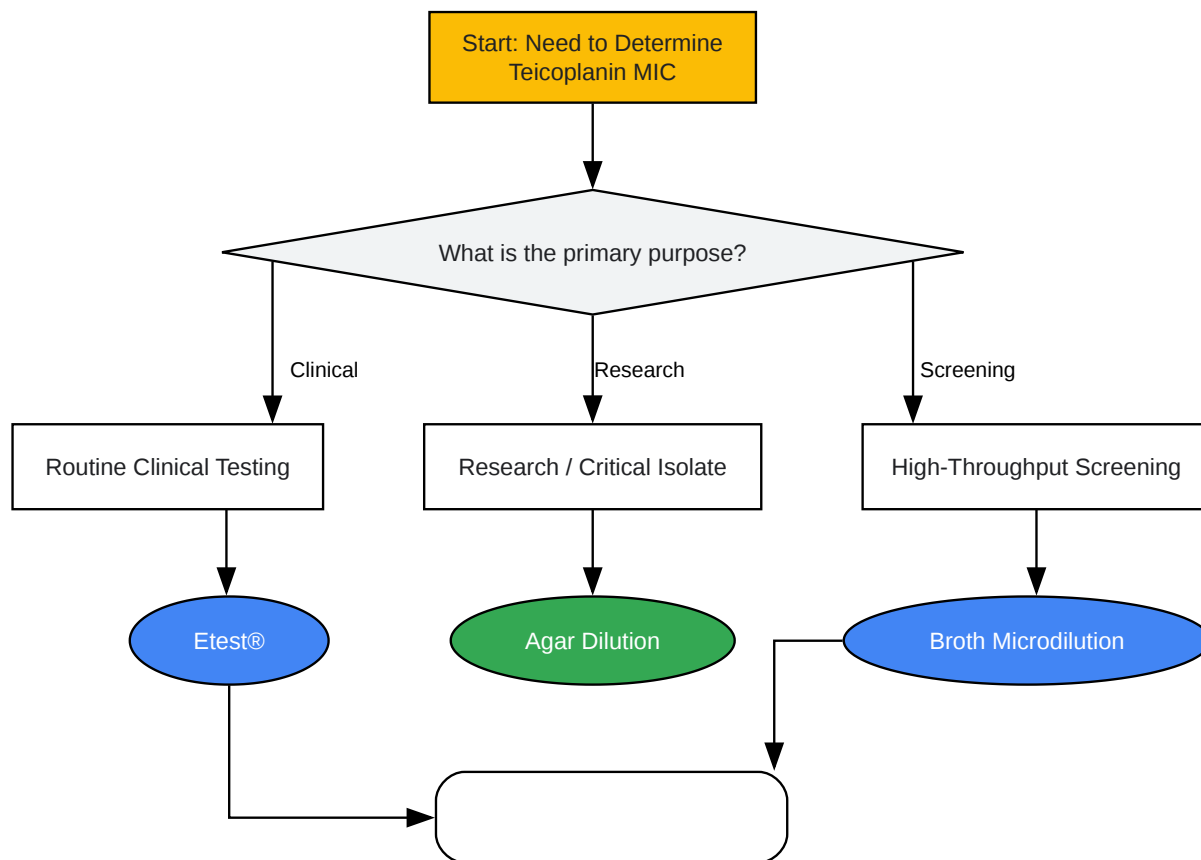 Start: Need to Determine
Teicoplanin MIC
What is the primary purpose?
Clinical
Research
Screening
Routine Clinical Testing
Research / Critical Isolate
High-Throughput Screening
Etest®
Agar Dilution
Broth Microdilution